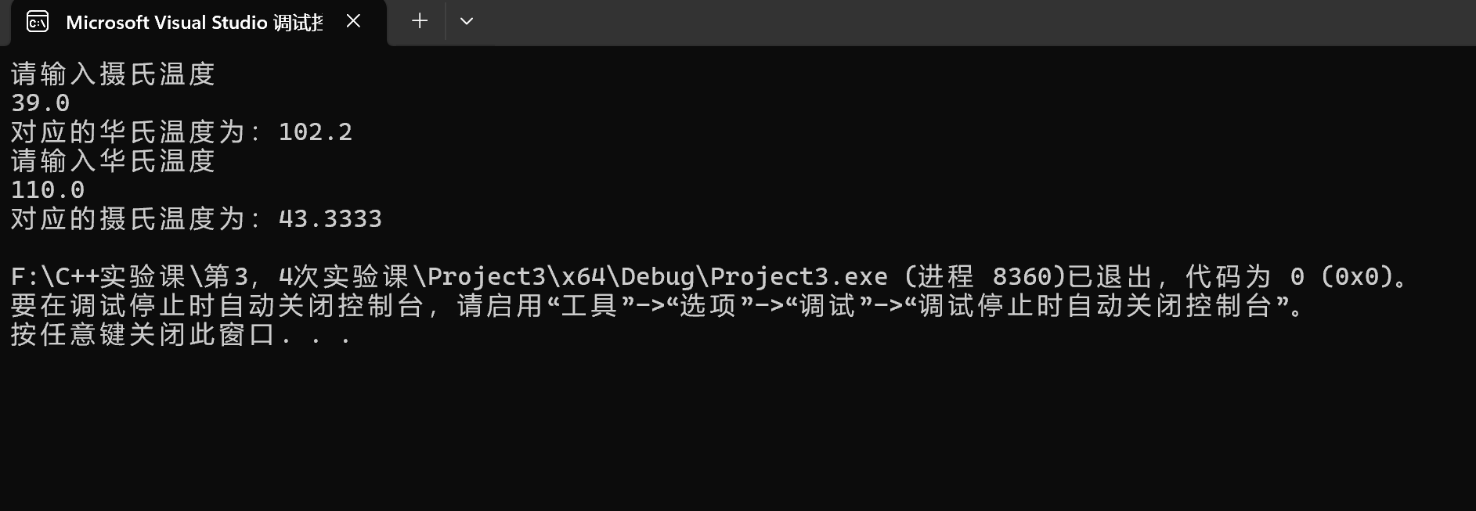 Microsoft Visual Studio 调试控
请输入摄氏温度
39.0
对应的华氏温度为：102.2
请输入华氏温度
110.0
对应的摄氏温度为：43.3333
F:\C++实验课\第3，4次实验课\Project3\x64\Debug\Project3.exe (进程 8360)已退出，代码为 0 (0x0)。
要在调试停止时自动关闭控制台，请启用“工具”->“选项”->“调试”->“调试停止时自动关闭控制台”。
按任意键关闭此窗口. . .